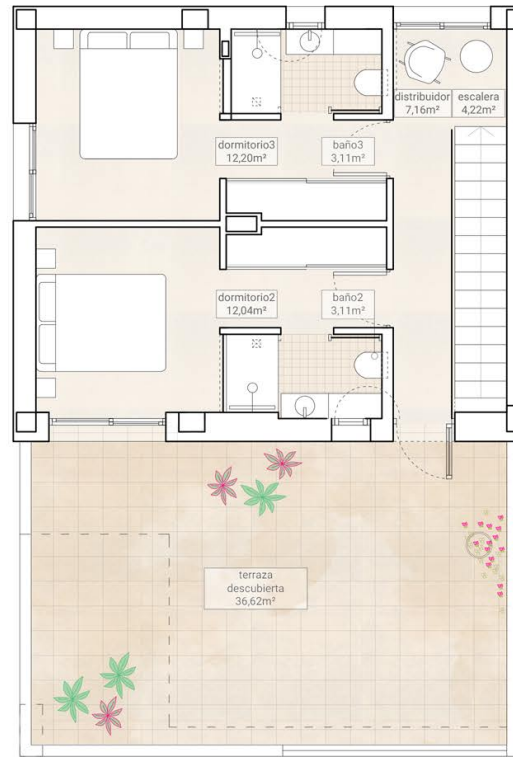 distribuidor
7,16m²
escalera
4,22m²
dormitorio3
12,20m²
baño3
3,11m²
dormitorio2
12,04m²
baño2
3,11m²
terraza
descubierta
36,62m²